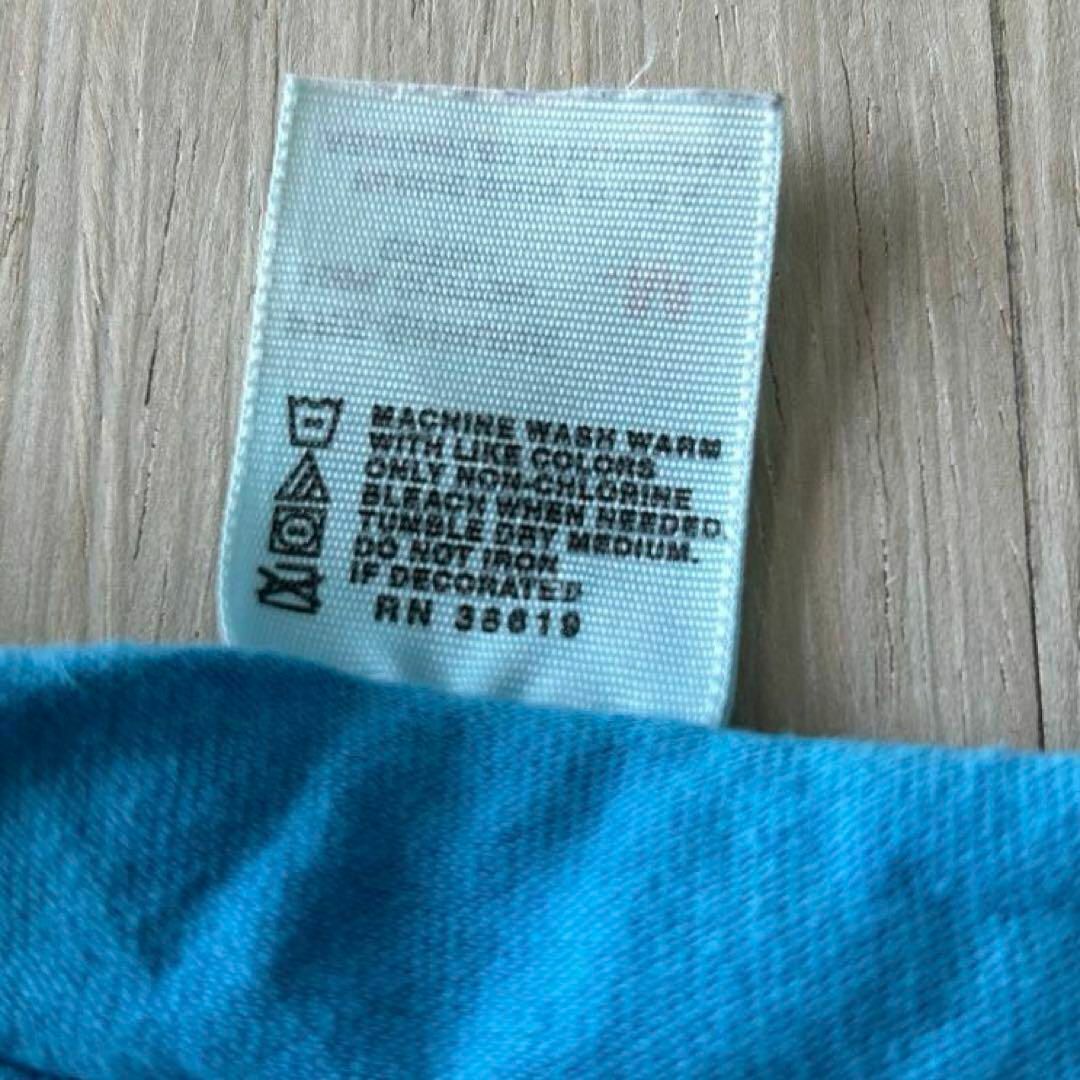 MACHINE WASH WARM
WITH LIKE COLORS
ONLY NON-CHLORINE
BLEACH WHEN NEEDED
TUMBLE DRY MEDIUM.
DO NOT IRON
IF DECORATED
RN 38619